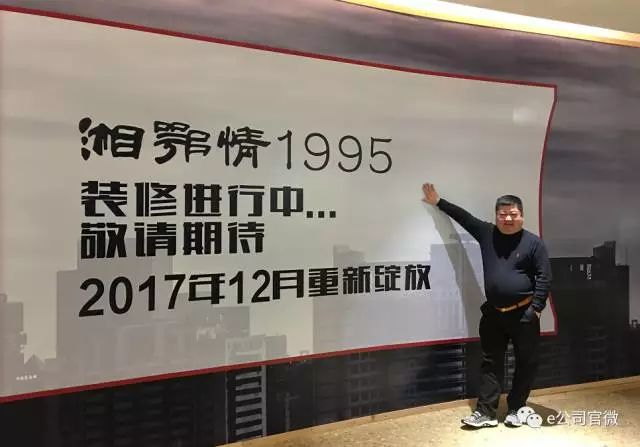 湘鄂情1995
装修进行中...
敬请期待
2017年12月重新绽放
e公司官微